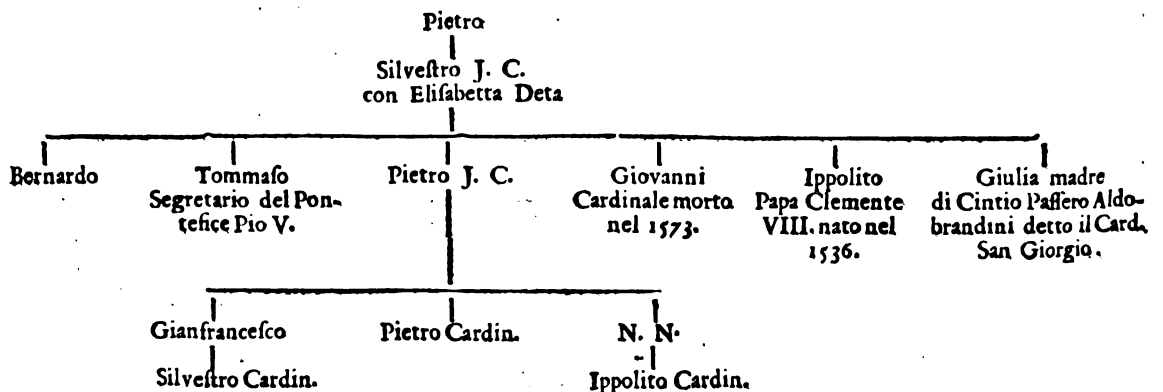 Pietro
Silveſtro J. C.
con Eliſabetta Deta
Bernardo
Tommaſo
Segretario del Pon-
tefice Pio V.
Pietro J. C.
Giovanni
Cardinale morto
nel 1573.
Ippolito
Papa Clemente
VIII. nato nel
1536.
Giulia madre
di Cintio Paſſero Aldo-
brandini detto il Card.
San Giorgio.
Gianfranceſco
Pietro Cardin.
N. N.
Silveſtro Cardin.
Ippolito Cardin.